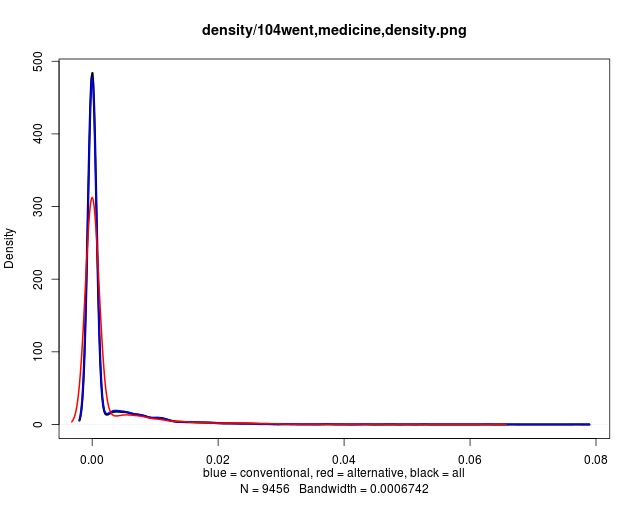 density/104went,medicine,density.png
Density
500
400
300
200
100
0
0.00 0.02 0.04 0.06 0.08
blue = conventional, red = alternative, black = all
N = 9456 Bandwidth = 0.0006742